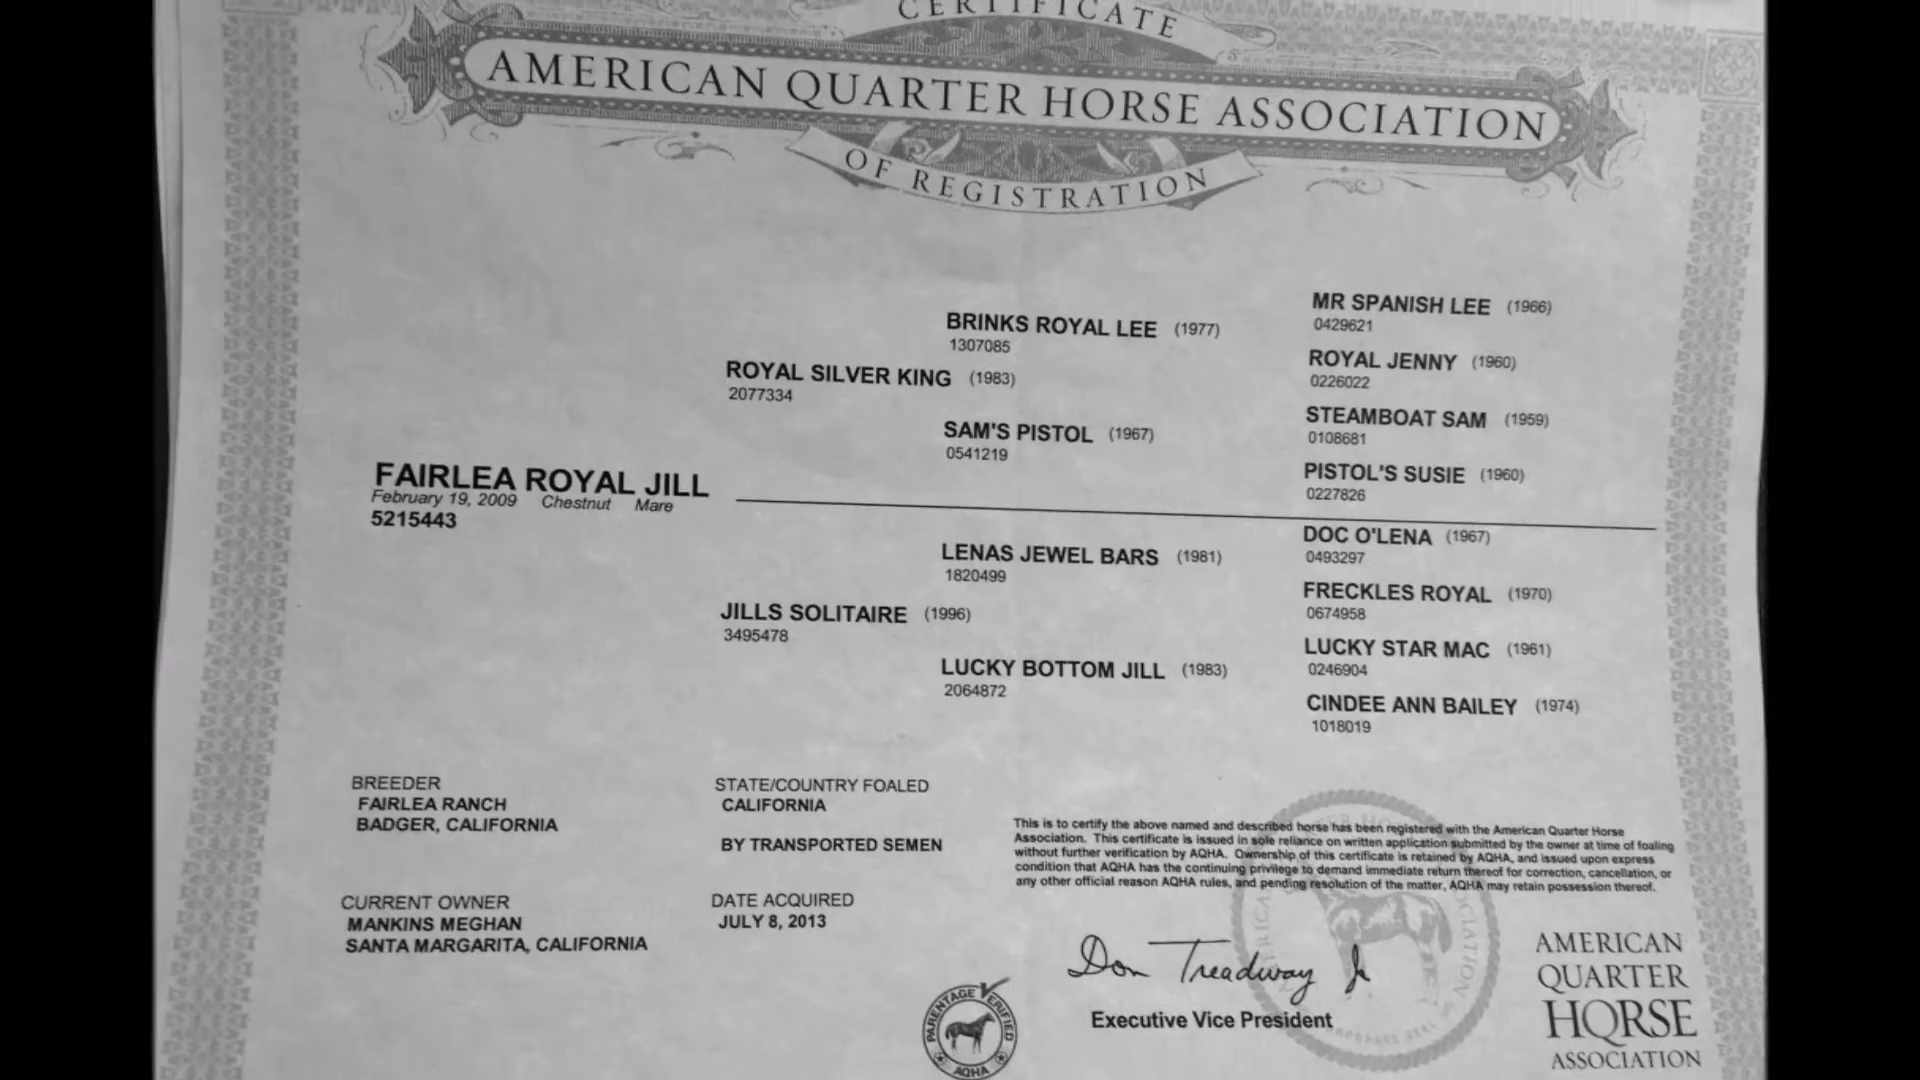 CERTIFICATE
AMERICAN QUARTER HORSE ASSOCIATION
OF REGISTRATION
MR SPANISH LEE (1966)
0429621
BRINKS ROYAL LEE (1977)
1307085
ROYAL JENNY (1960)
0226022
ROYAL SILVER KING (1983)
2077334
STEAMBOAT SAM (1959)
0108681
SAM'S PISTOL (1967)
0541219
PISTOL'S SUSIE (1960)
0227826
FAIRLEA ROYAL JILL
February 19, 2009 Chestnut Mare
5215443
DOC O'LENA (1967)
0493297
LENAS JEWEL BARS (1981)
1820499
FRECKLES ROYAL (1970)
0674958
JILLS SOLITAIRE (1996)
3495478
LUCKY STAR MAC (1961)
0246904
LUCKY BOTTOM JILL (1983)
2064872
CINDEE ANN BAILEY (1974)
1018019
BREEDER
FAIRLEA RANCH
BADGER, CALIFORNIA
STATE/COUNTRY FOALED
CALIFORNIA
BY TRANSPORTED SEMEN
CURRENT OWNER
MANKINS MEGHAN
SANTA MARGARITA, CALIFORNIA
DATE ACQUIRED
JULY 8, 2013
This is to certify the above named and described horse has been registered with the American Quarter Horse
Association. This certificate is issued in sole reliance on written application submitted by the owner at time of foaling
without further verification by AQHA. Ownership of this certificate is retained by AQHA, and issued upon express
condition that AQHA has the continuing privilege to demand immediate return thereof for correction, cancellation, or
any other official reason AQHA rules, and pending resolution of the matter, AQHA may retain possession thereof.
Don Treadway Jr
Executive Vice President
PARENTAGE VERIFIED
AQHA
AMERICAN
QUARTER
HORSE
ASSOCIATION